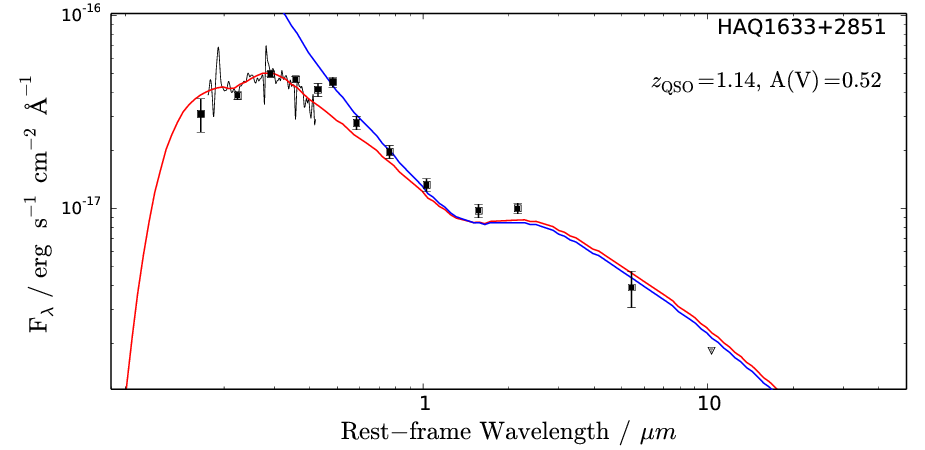 HAQ1633+2851
z_QSO=1.14, A(V)=0.52
10^-16
10^-17
F_λ / erg s^−1 cm^−2 Å^−1
1
10
Rest−frame Wavelength / μm